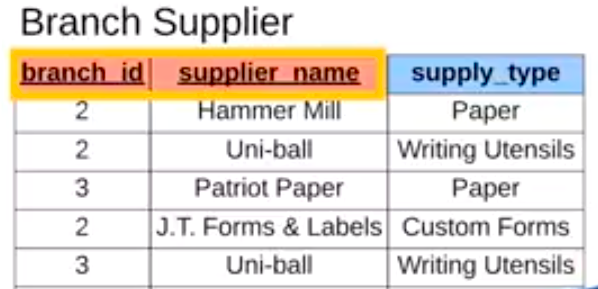 Branch Supplier
branch_id supplier_name supply_type
2 Hammer Mill Paper
2 Uni-ball Writing Utensils
3 Patriot Paper Paper
2 J.T. Forms & Labels Custom Forms
3 Uni-ball Writing Utensils